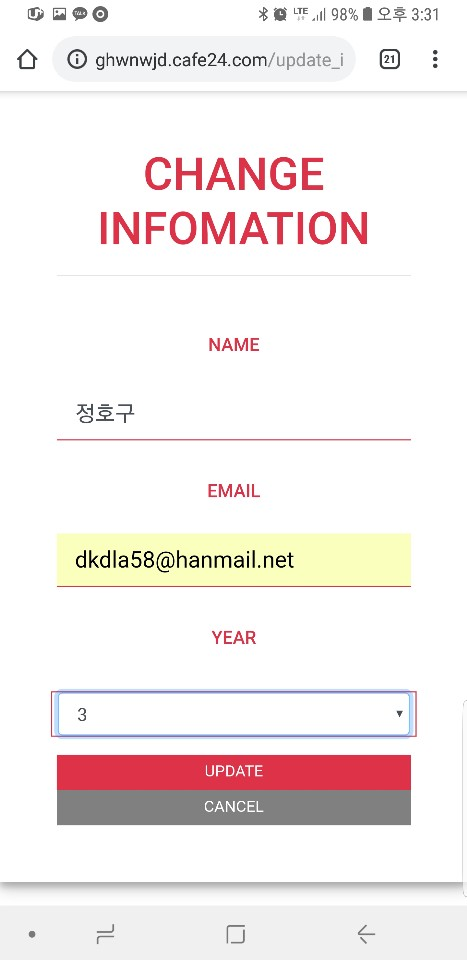 LTE 98% 오후 3:31
ghwnwjd.cafe24.com/update_i 21
CHANGE
INFOMATION
NAME
정호구
EMAIL
dkdla58@hanmail.net
YEAR
3
UPDATE
CANCEL